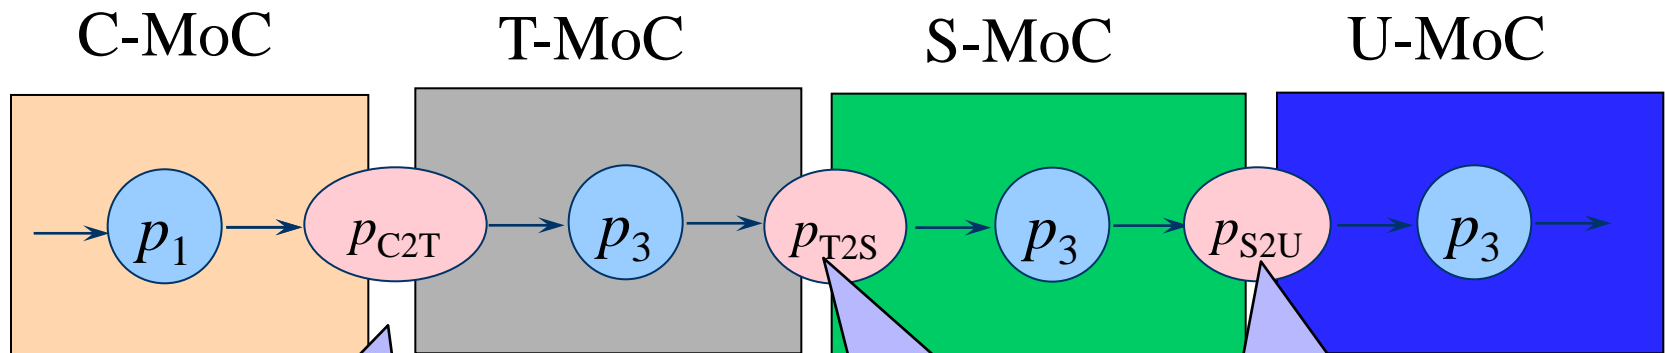 C-MoC T-MoC S-MoC U-MoC
p1 pC2T p3 pT2S p3 pS2U p3